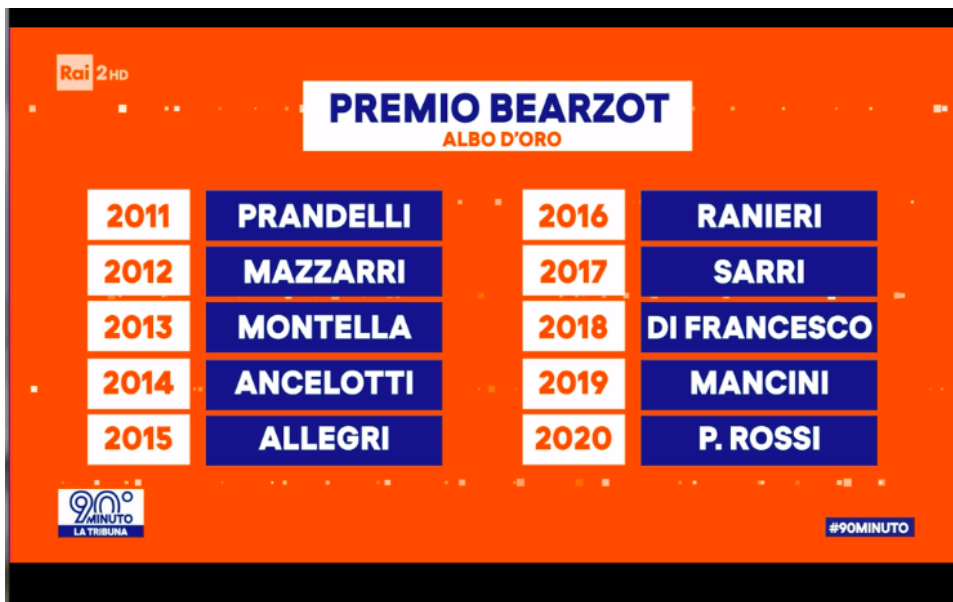 Rai 2 HD
PREMIO BEARZOT
ALBO D'ORO
2011 PRANDELLI
2012 MAZZARRI
2013 MONTELLA
2014 ANCELOTTI
2015 ALLEGRI
2016 RANIERI
2017 SARRI
2018 DI FRANCESCO
2019 MANCINI
2020 P. ROSSI
90°
MINUTO
LA TRIBUNA
#90MINUTO